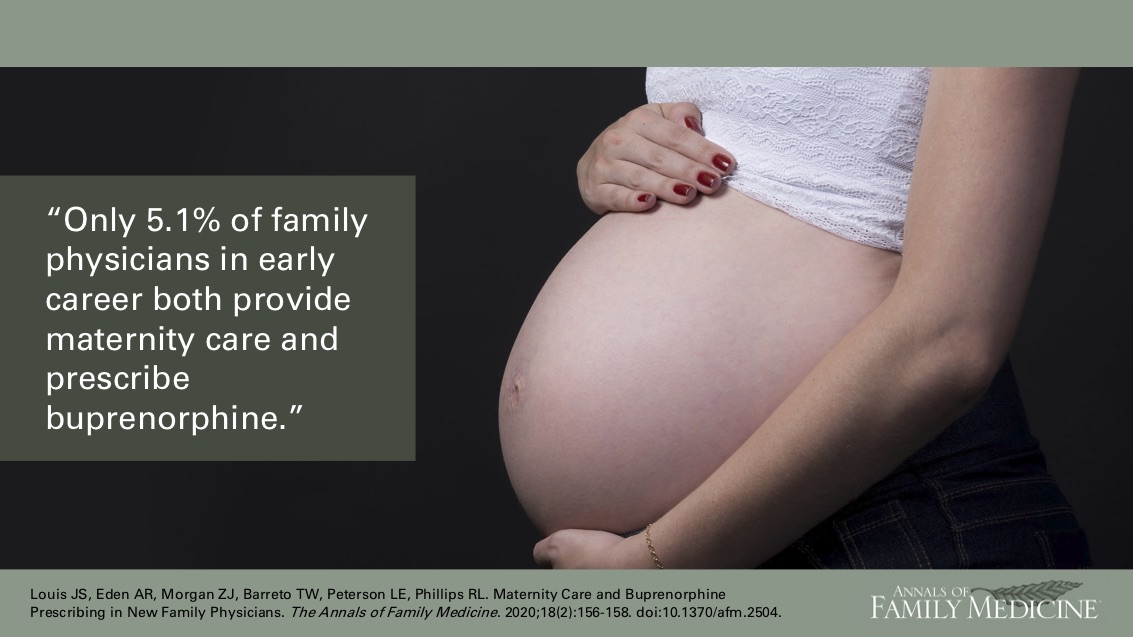 “Only 5.1% of family
physicians in early
career both provide
maternity care and
prescribe
buprenorphine.”
Louis JS, Eden AR, Morgan ZJ, Barreto TW, Peterson LE, Phillips RL. Maternity Care and Buprenorphine
Prescribing in New Family Physicians. The Annals of Family Medicine. 2020;18(2):156-158. doi:10.1370/afm.2504.
ANNALS OF
FAMILY MEDICINE